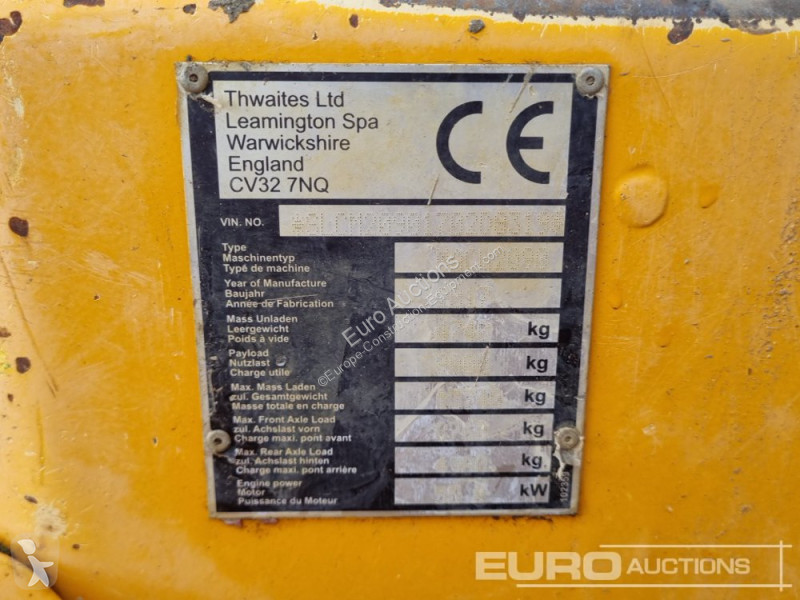 Thwaites Ltd
Leamington Spa
Warwickshire
England
CV32 7NQ
CE
VIN. NO.
Type
Maschinentyp
Typé de machine
Year of Manufacture
Baujahr
Année de Fabrication
Mass Unladen
Leergewicht
Poids à vide
kg
Payload
Nutzlast
Charge utile
kg
Max. Mass Laden
zul. Gesamtgewicht
Masse totale en charge
kg
Max. Front Axle Load
zul. Achslast vorn
Charge maxi. pont avant
kg
Max. Rear Axle Load
zul. Achslast hinten
Charge maxi. pont arrière
kg
Engine power
Motor
Puissance du Moteur
kW
Euro Auctions
©Europe-Construction-Equipment.com
EURO AUCTIONS